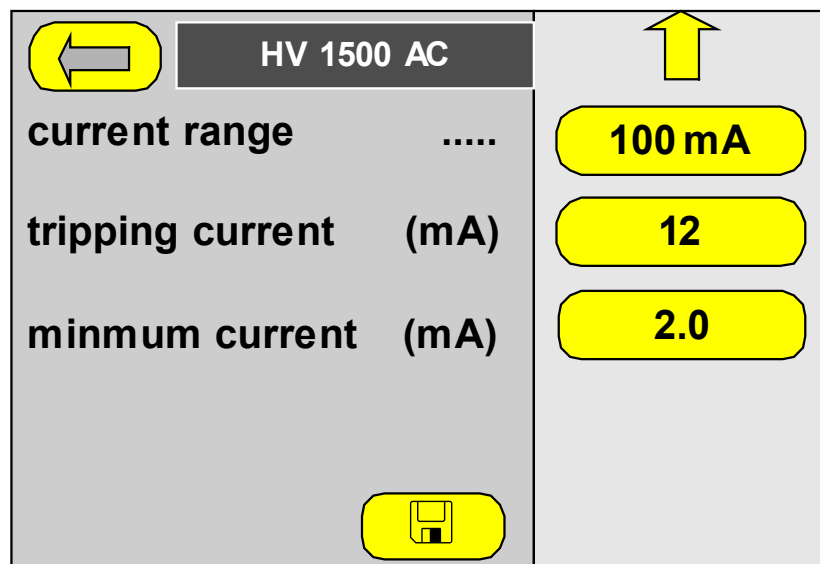 HV 1500 AC
current range ..... 100 mA
tripping current (mA) 12
minmum current (mA) 2.0